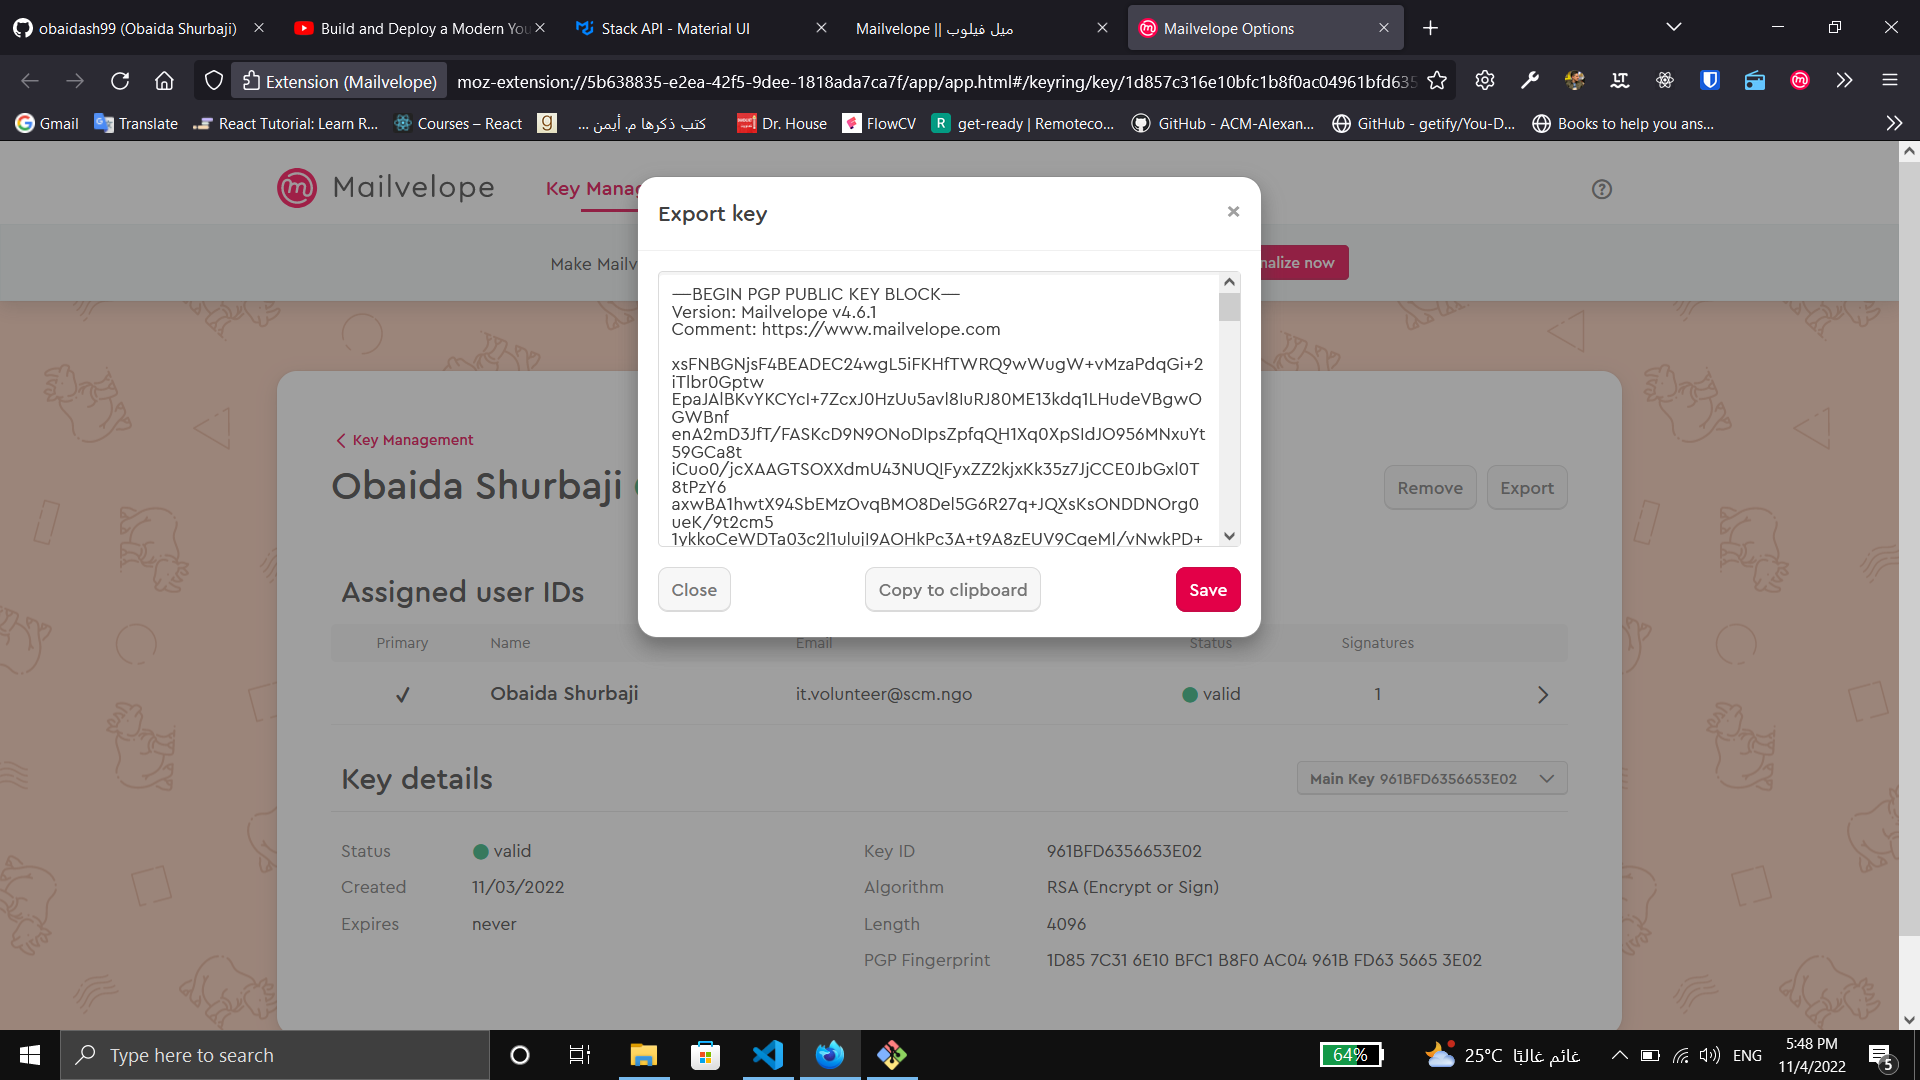 obaidash99 (Obaida Shurbaji)
Build and Deploy a Modern You
Stack API - Material UI
Mailvelope || ميل فيلوب
Mailvelope Options
Extension (Mailvelope)
moz-extension://5b638835-e2ea-42f5-9dee-1818ada7ca7f/app/app.html#/keyring/key/1d857c316e10bfc1b8f0ac04961bfd635
Gmail
Translate
React Tutorial: Learn R...
Courses – React
كتب ذكرها م. أيمن ...
Dr. House
FlowCV
get-ready | Remoteco...
GitHub - ACM-Alexan...
GitHub - getify/You-D...
Books to help you ans...
Mailvelope
Key Manag
Make Mailv
nalize now
Export key
—BEGIN PGP PUBLIC KEY BLOCK—
Version: Mailvelope v4.6.1
Comment: https://www.mailvelope.com
xsFNBGNjsF4BEADEC24wgL5iFKHfTWRQ9wWugW+vMzaPdqGi+2
iTlbr0Gptw
EpaJAlBKvYKCYcI+7ZcxJ0HzUu5avl8IuRJ80ME13kdq1LHudeVBgwO
GWBnf
enA2mD3JfT/FASKcD9N9ONoDIpsZpfqQH1Xq0XpSIdJO956MNxuYt
59GCa8t
iCuo0/jcXAAGTSOXXdmU43NUQIFyxZZ2kjxKk35z7JjCCE0JbGxl0T
8tPzY6
axwBA1hwtX94SbEMzOvqBMO8Del5G6R27q+JQXsKsONDDNOrg0
ueK/9t2cm5
1ykkoCeWDTa03c2l1uluiI9AOHkPc3A+t9A8zEUV9CqeMl/vNwkPD+
Close
Copy to clipboard
Save
Key Management
Obaida Shurbaji
Remove
Export
Assigned user IDs
Primary
Name
Email
Status
Signatures
Obaida Shurbaji
it.volunteer@scm.ngo
valid
1
Key details
Main Key 961BFD6356653E02
Status
valid
Key ID
961BFD6356653E02
Created
11/03/2022
Algorithm
RSA (Encrypt or Sign)
Expires
never
Length
4096
PGP Fingerprint
1D85 7C31 6E10 BFC1 B8F0 AC04 961B FD63 5665 3E02
Type here to search
64%
25°C
غائم غالبًا
ENG
5:48 PM
11/4/2022
5